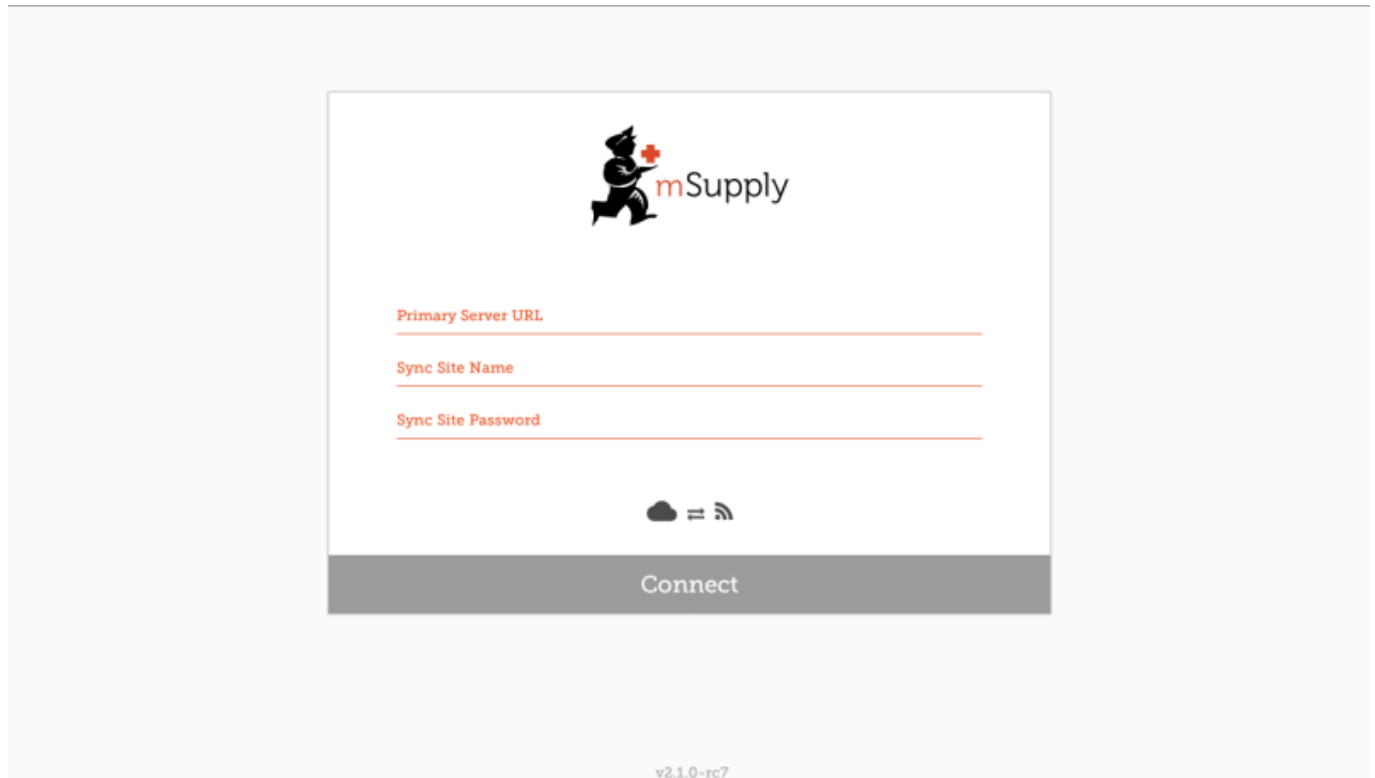 mSupply
Primary Server URL
Sync Site Name
Sync Site Password
Connect
v2.1.0-rc7